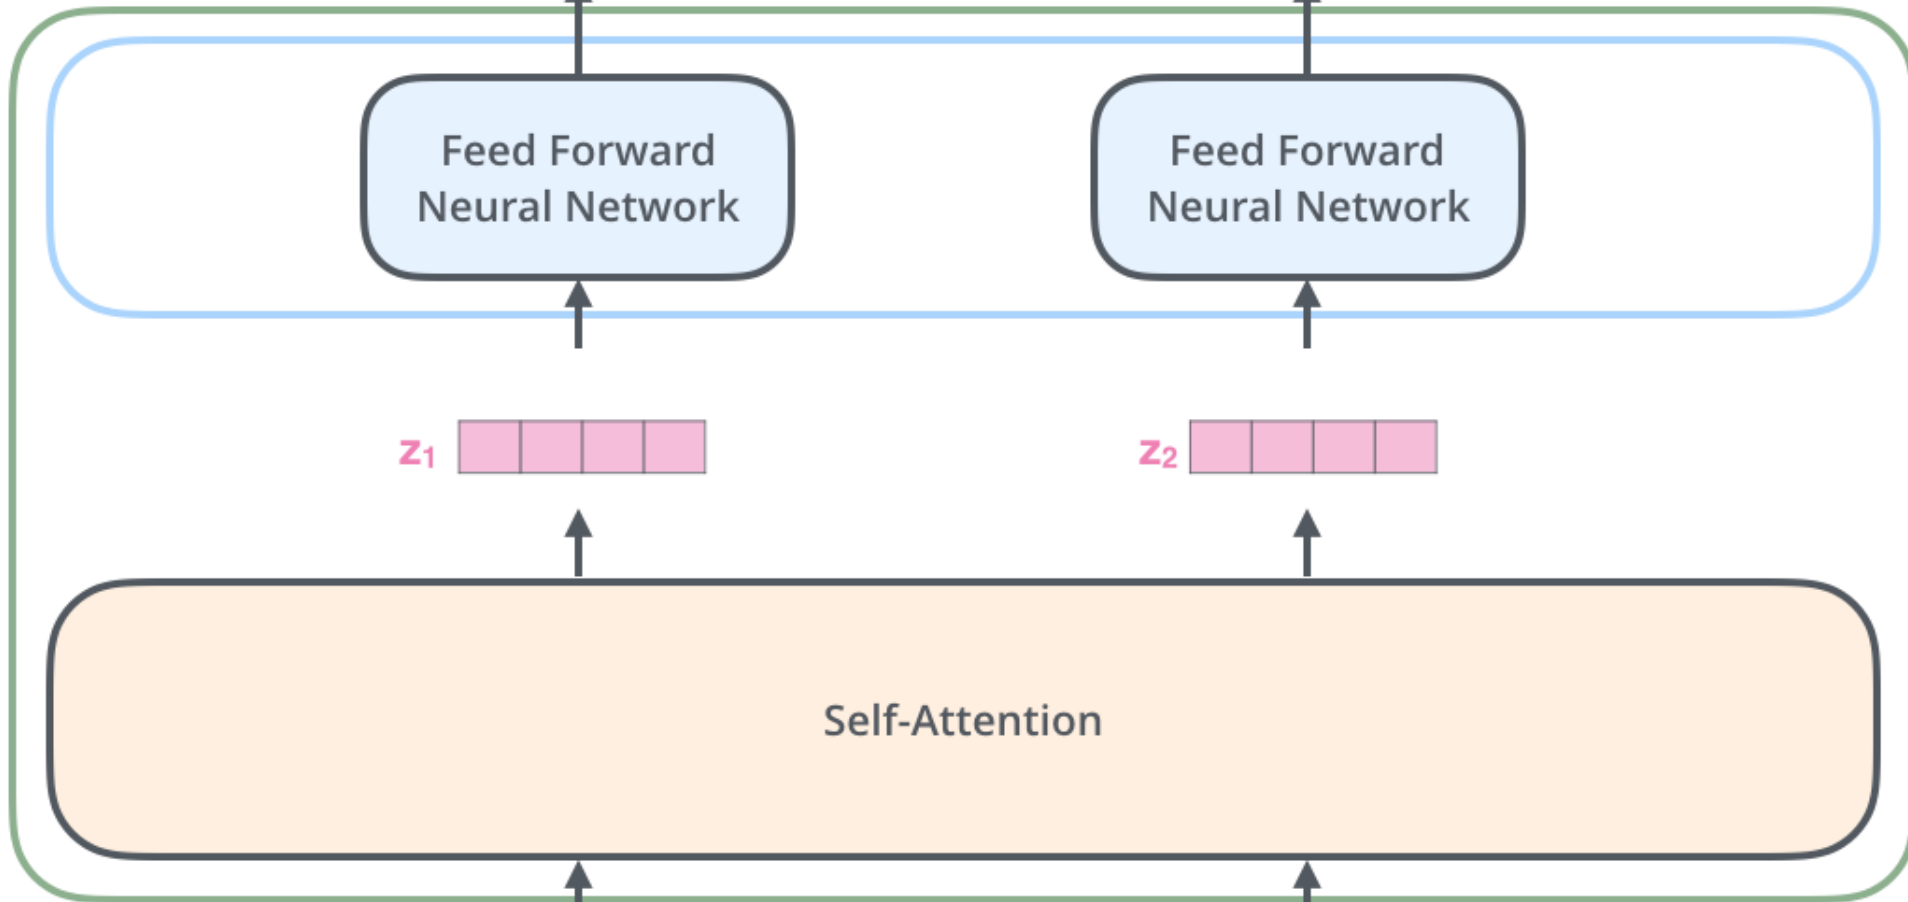 Feed Forward Feed Forward
Neural Network Neural Network
z₁ z₂
Self-Attention